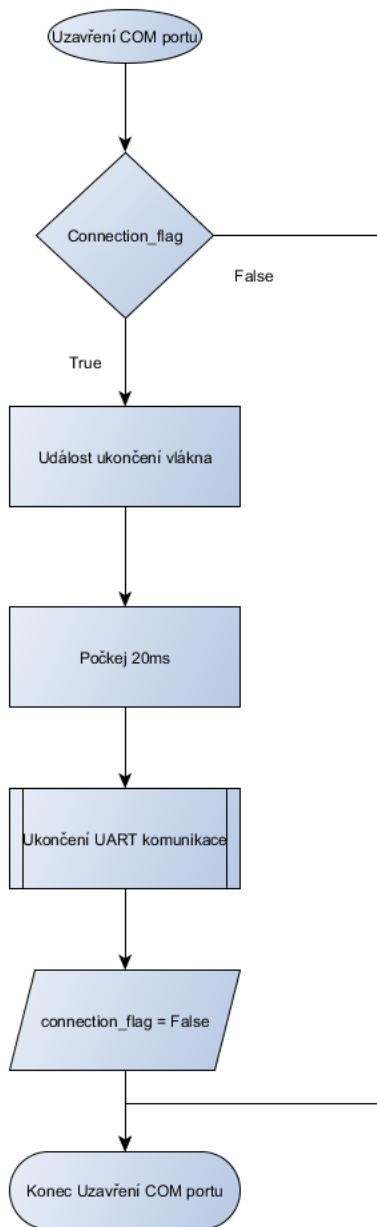 Uzavření COM portu
Connection_flag
False
True
Událost ukončení vlákna
Počkej 20ms
Ukončení UART komunikace
connection_flag = False
Konec Uzavření COM portu